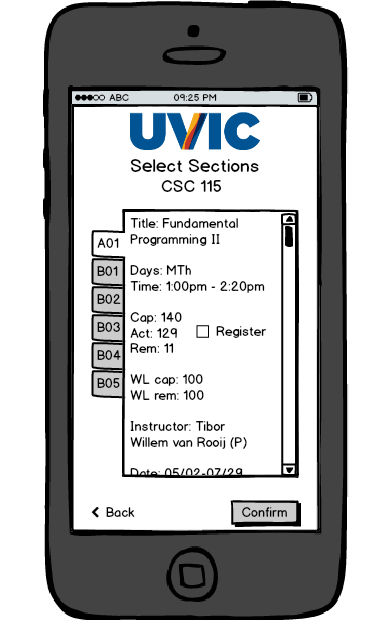 ABC 09:25 PM
UVIC
Select Sections
CSC 115
A01
B01
B02
B03
B04
B05
Title: Fundamental
Programming II
Days: MTh
Time: 1:00pm - 2:20pm
Cap: 140
Act: 129
Register
Rem: 11
WL cap: 100
WL rem: 100
Instructor: Tibor
Willem van Rooij (P)
Date: 05/02-07/29
Back
Confirm